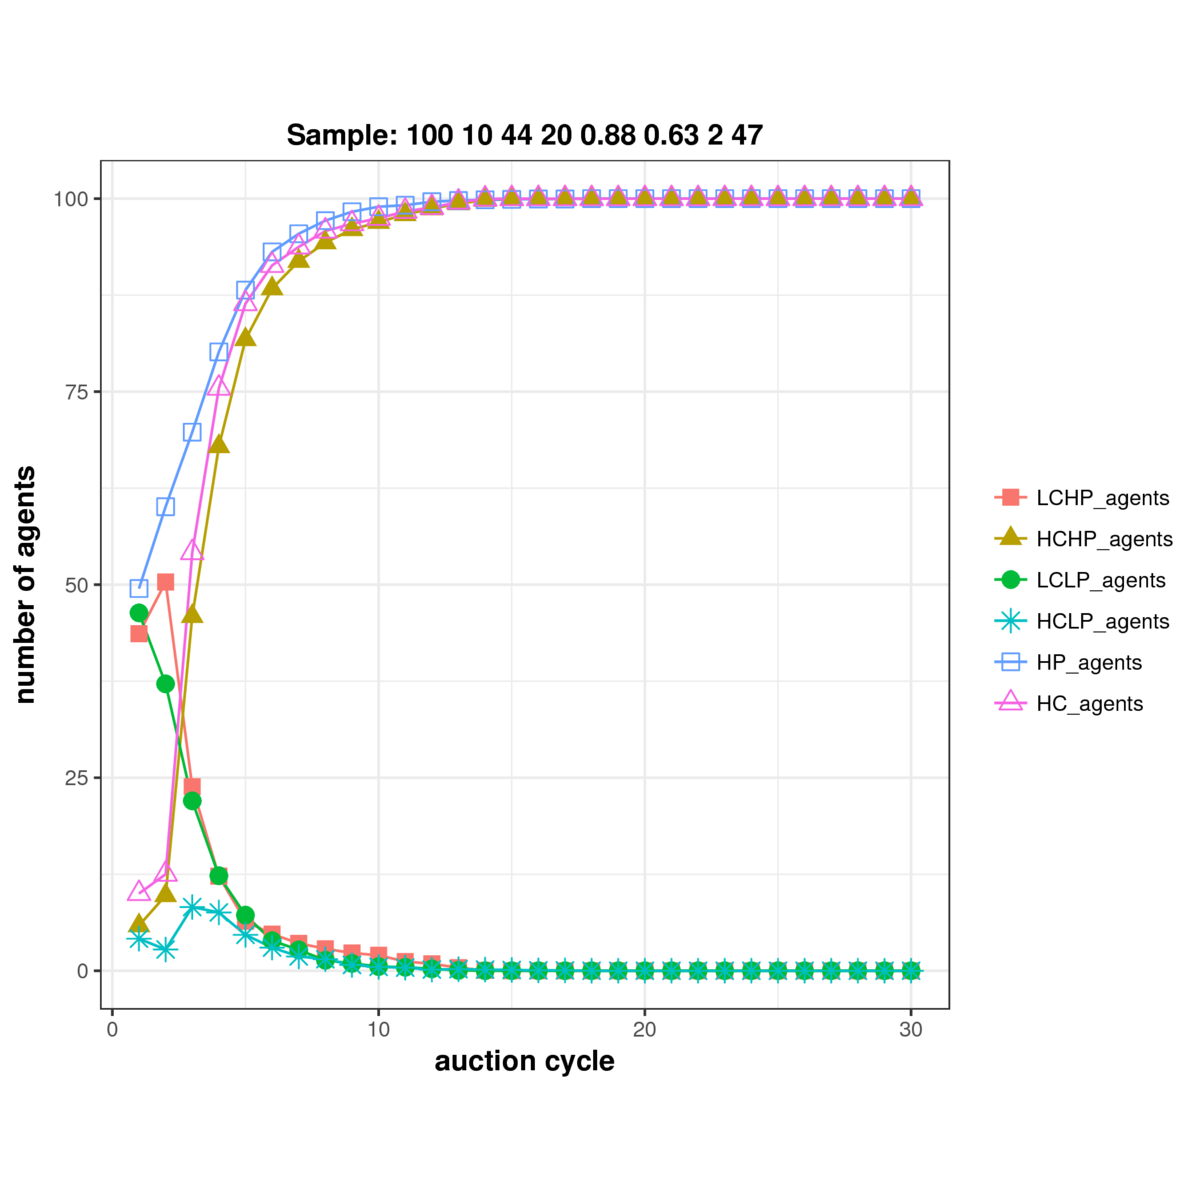 Sample: 100 10 44 20 0.88 0.63 2 47
100
75
50
25
0
number of agents
0 10 20 30
auction cycle
LCHP_agents
HCHP_agents
LCLP_agents
HCLP_agents
HP_agents
HC_agents